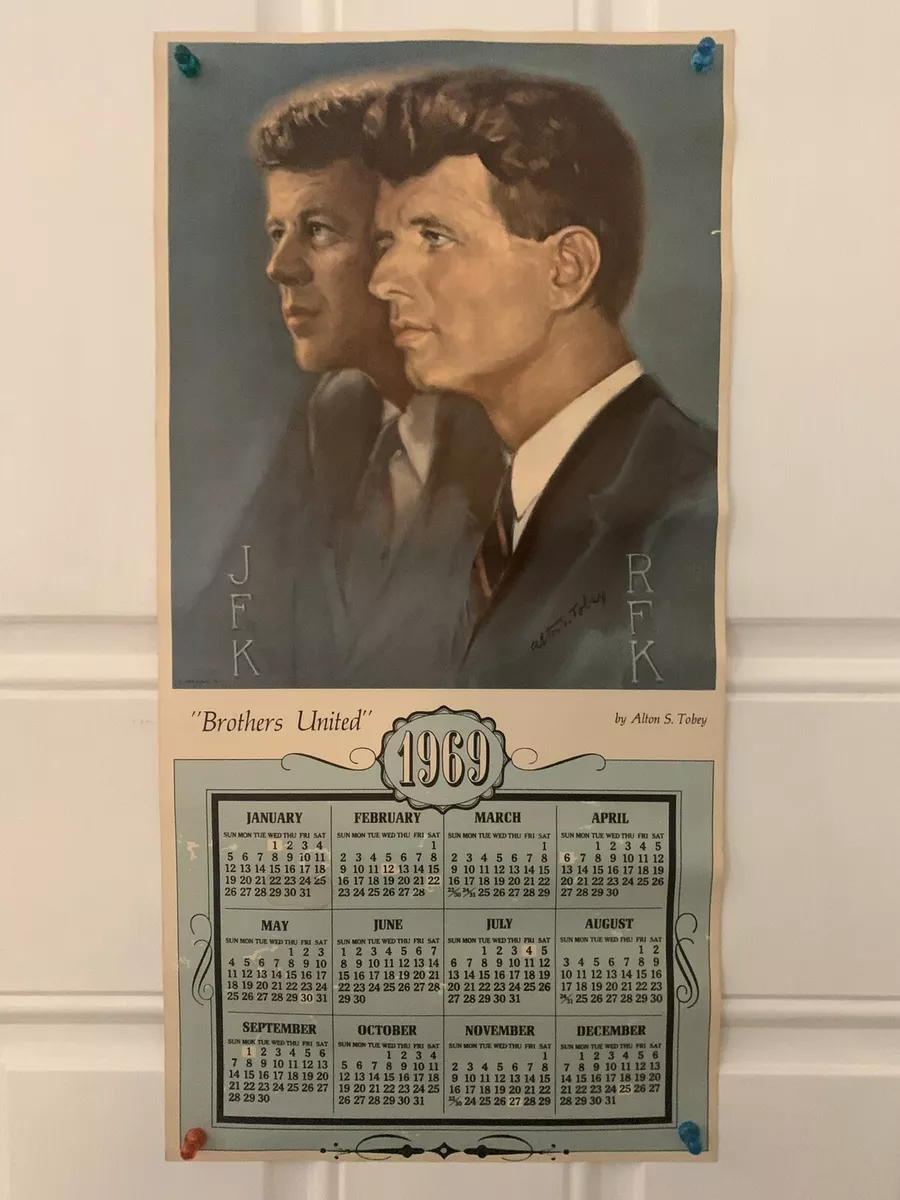 J
F
K
R
F
K
Alton S. Tobey
"Brothers United"
by Alton S. Tobey
1969
JANUARY
SUN MON TUE WED THU FRI SAT
1 2 3 4
5 6 7 8 9 10 11
12 13 14 15 16 17 18
19 20 21 22 23 24 25
26 27 28 29 30 31
FEBRUARY
SUN MON TUE WED THU FRI SAT
1
2 3 4 5 6 7 8
9 10 11 12 13 14 15
16 17 18 19 20 21 22
23 24 25 26 27 28
MARCH
SUN MON TUE WED THU FRI SAT
1
2 3 4 5 6 7 8
9 10 11 12 13 14 15
16 17 18 19 20 21 22
23/30 24/31 25 26 27 28 29
APRIL
SUN MON TUE WED THU FRI SAT
1 2 3 4 5
6 7 8 9 10 11 12
13 14 15 16 17 18 19
20 21 22 23 24 25 26
27 28 29 30
MAY
SUN MON TUE WED THU FRI SAT
1 2 3
4 5 6 7 8 9 10
11 12 13 14 15 16 17
18 19 20 21 22 23 24
25 26 27 28 29 30 31
JUNE
SUN MON TUE WED THU FRI SAT
1 2 3 4 5 6 7
8 9 10 11 12 13 14
15 16 17 18 19 20 21
22 23 24 25 26 27 28
29 30
JULY
SUN MON TUE WED THU FRI SAT
1 2 3 4 5
6 7 8 9 10 11 12
13 14 15 16 17 18 19
20 21 22 23 24 25 26
27 28 29 30 31
AUGUST
SUN MON TUE WED THU FRI SAT
1 2
3 4 5 6 7 8 9
10 11 12 13 14 15 16
17 18 19 20 21 22 23
24/31 25 26 27 28 29 30
SEPTEMBER
SUN MON TUE WED THU FRI SAT
1 2 3 4 5 6
7 8 9 10 11 12 13
14 15 16 17 18 19 20
21 22 23 24 25 26 27
28 29 30
OCTOBER
SUN MON TUE WED THU FRI SAT
1 2 3 4
5 6 7 8 9 10 11
12 13 14 15 16 17 18
19 20 21 22 23 24 25
26 27 28 29 30 31
NOVEMBER
SUN MON TUE WED THU FRI SAT
1
2 3 4 5 6 7 8
9 10 11 12 13 14 15
16 17 18 19 20 21 22
23/30 24 25 26 27 28 29
DECEMBER
SUN MON TUE WED THU FRI SAT
1 2 3 4 5 6
7 8 9 10 11 12 13
14 15 16 17 18 19 20
21 22 23 24 25 26 27
28 29 30 31